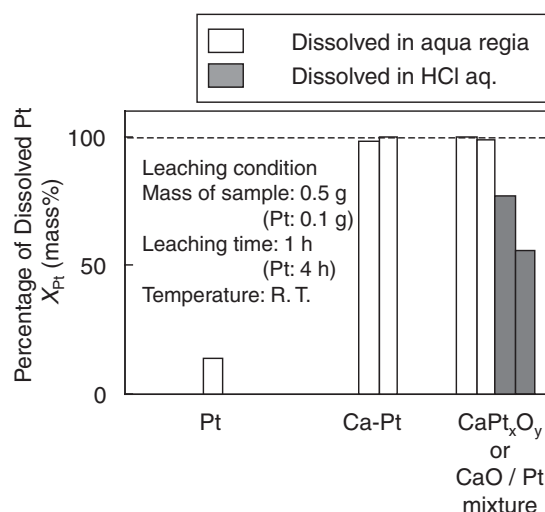 Dissolved in aqua regia
Dissolved in HCl aq.
Percentage of Dissolved Pt
X_Pt (mass%)
100
50
0
Leaching condition
Mass of sample: 0.5 g
(Pt: 0.1 g)
Leaching time: 1 h
(Pt: 4 h)
Temperature: R. T.
Pt
Ca-Pt
CaPt_xO_y
or
CaO / Pt
mixture